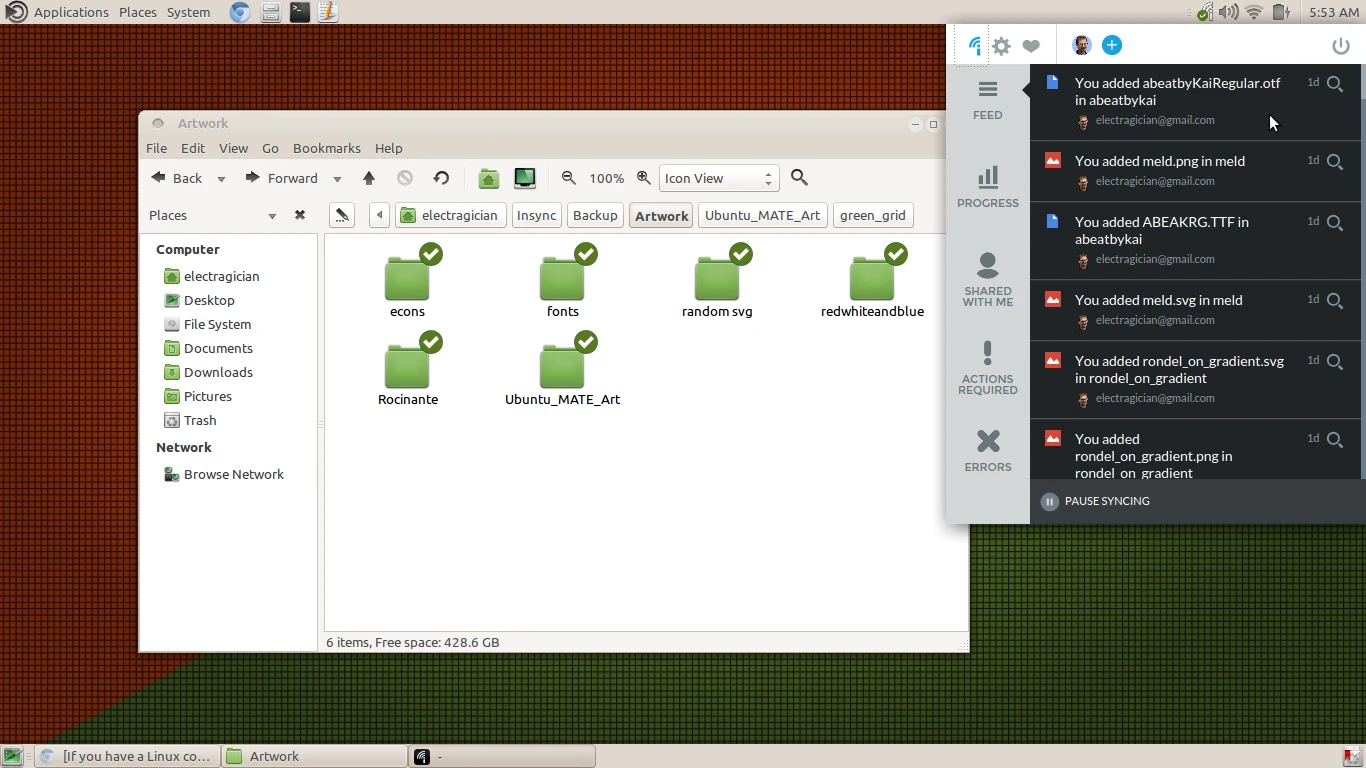 Applications Places System
5:53 AM
Artwork
File Edit View Go Bookmarks Help
Back Forward 100% Icon View
Places
electragician Insync Backup Artwork Ubuntu_MATE_Art green_grid
Computer
electragician
Desktop
File System
Documents
Downloads
Pictures
Trash
Network
Browse Network
econs
fonts
random svg
redwhiteandblue
Rocinante
Ubuntu_MATE_Art
6 items, Free space: 428.6 GB
FEED
PROGRESS
SHARED
WITH ME
ACTIONS
REQUIRED
ERRORS
You added abeatbyKaiRegular.otf 1d
in abeatbykai
electragician@gmail.com
You added meld.png in meld 1d
electragician@gmail.com
You added ABEAKRG.TTF in 1d
abeatbykai
electragician@gmail.com
You added meld.svg in meld 1d
electragician@gmail.com
You added rondel_on_gradient.svg 1d
in rondel_on_gradient
electragician@gmail.com
You added 1d
rondel_on_gradient.png in
rondel_on_gradient
PAUSE SYNCING
[If you have a Linux co... Artwork -